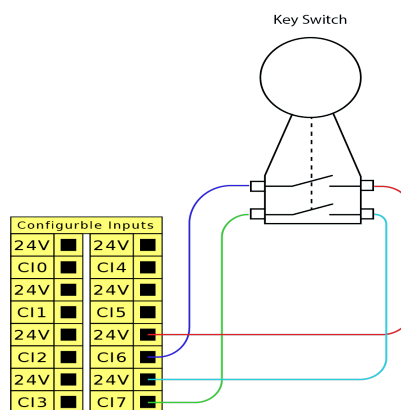 Key Switch
Configurble Inputs
24V 24V
CI0 CI4
24V 24V
CI1 CI5
24V 24V
CI2 CI6
24V 24V
CI3 CI7